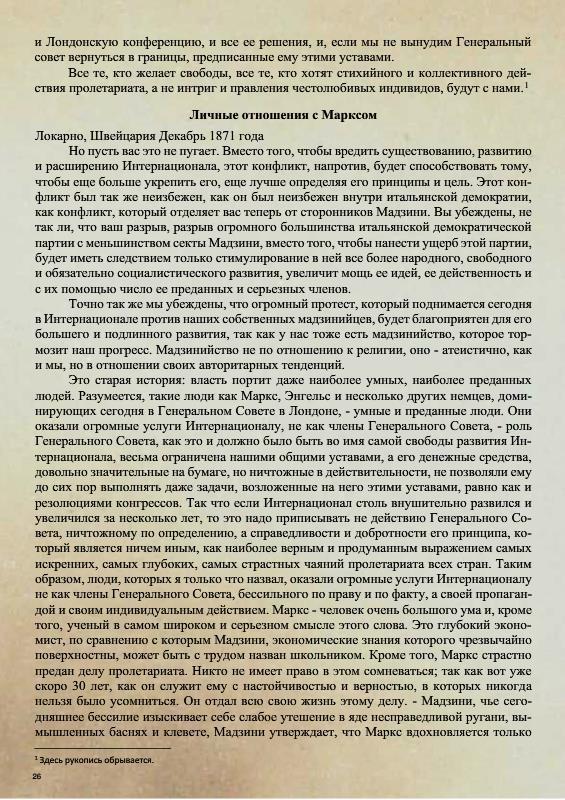 и Лондонскую конференцию, и все ее решения, и, если мы не вынудим Генеральный
совет вернуться в границы, предписанные ему этими уставами.
Все те, кто желает свободы, все те, кто хотят стихийного и коллективного дей-
ствия пролетариата, а не интриг и правления честолюбивых индивидов, будут с нами.¹
Личные отношения с Марксом
Локарно, Швейцария Декабрь 1871 года
Но пусть вас это не пугает. Вместо того, чтобы вредить существованию, развитию
и расширению Интернационала, этот конфликт, напротив, будет способствовать тому,
чтобы еще больше укрепить его, еще лучше определяя его принципы и цель. Этот кон-
фликт был так же неизбежен, как он был неизбежен внутри итальянской демократии,
как конфликт, который отделяет вас теперь от сторонников Мадзини. Вы убеждены, не
так ли, что ваш разрыв, разрыв огромного большинства итальянской демократической
партии с меньшинством секты Мадзини, вместо того, чтобы нанести ущерб этой партии,
будет иметь следствием только стимулирование в ней все более народного, свободного
и обязательно социалистического развития, увеличит мощь ее идей, ее действенность и
с их помощью число ее преданных и серьезных членов.
Точно так же мы убеждены, что огромный протест, который поднимается сегодня
в Интернационале против наших собственных мадзинийцев, будет благоприятен для его
большего и подлинного развития, так как у нас тоже есть мадзинийство, которое тор-
мозит наш прогресс. Мадзинийство не по отношению к религии, оно - атеистично, как
и мы, но в отношении своих авторитарных тенденций.
Это старая история: власть портит даже наиболее умных, наиболее преданных
людей. Разумеется, такие люди как Маркс, Энгельс и несколько других немцев, доми-
нирующих сегодня в Генеральном Совете в Лондоне, - умные и преданные люди. Они
оказали огромные услуги Интернационалу, не как члены Генерального Совета, - роль
Генерального Совета, как это и должно было быть во имя самой свободы развития Ин-
тернационала, весьма ограничена нашими общими уставами, а его денежные средства,
довольно значительные на бумаге, но ничтожные в действительности, не позволяли ему
до сих пор выполнять даже задачи, возложенные на него этими уставами, равно как и
резолюциями конгрессов. Так что если Интернационал столь внушительно развился и
увеличился за несколько лет, то это надо приписывать не действию Генерального Со-
вета, ничтожному по определению, а справедливости и добротности его принципа, ко-
торый является ничем иным, как наиболее верным и продуманным выражением самых
искренних, самых глубоких, самых страстных чаяний пролетариата всех стран. Таким
образом, люди, которых я только что назвал, оказали огромные услуги Интернационалу
не как члены Генерального Совета, бессильного по праву и по факту, а своей пропаган-
дой и своим индивидуальным действием. Маркс - человек очень большого ума и, кроме
того, ученый в самом широком и серьезном смысле этого слова. Это глубокий эконо-
мист, по сравнению с которым Мадзини, экономические знания которого чрезвычайно
поверхностны, может быть с трудом назван школьником. Кроме того, Маркс страстно
предан делу пролетариата. Никто не имеет право в этом сомневаться; так как вот уже
скоро 30 лет, как он служит ему с настойчивостью и верностью, в которых никогда
нельзя было усомниться. Он отдал всю свою жизнь этому делу. - Мадзини, чье сего-
дняшнее бессилие изыскивает себе слабое утешение в яде несправедливой ругани, вы-
мышленных баснях и клевете, Мадзини утверждает, что Маркс вдохновляется только
¹ Здесь рукопись обрывается.
26